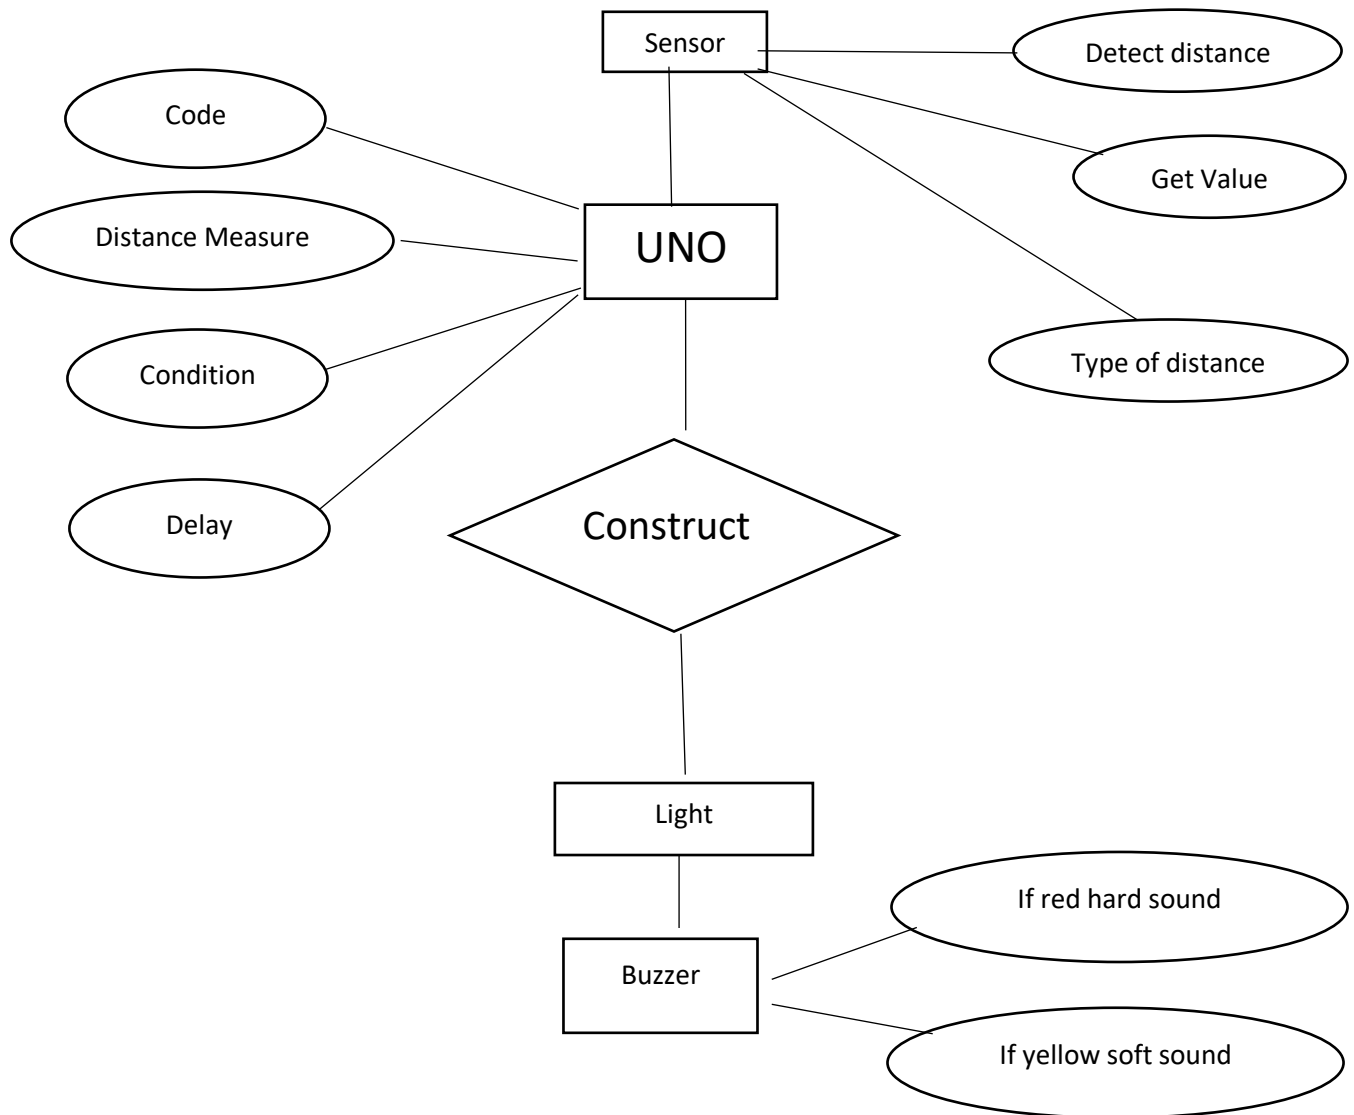 Sensor
Detect distance
Code
Get Value
Distance Measure
UNO
Type of distance
Condition
Delay
Construct
Light
If red hard sound
Buzzer
If yellow soft sound